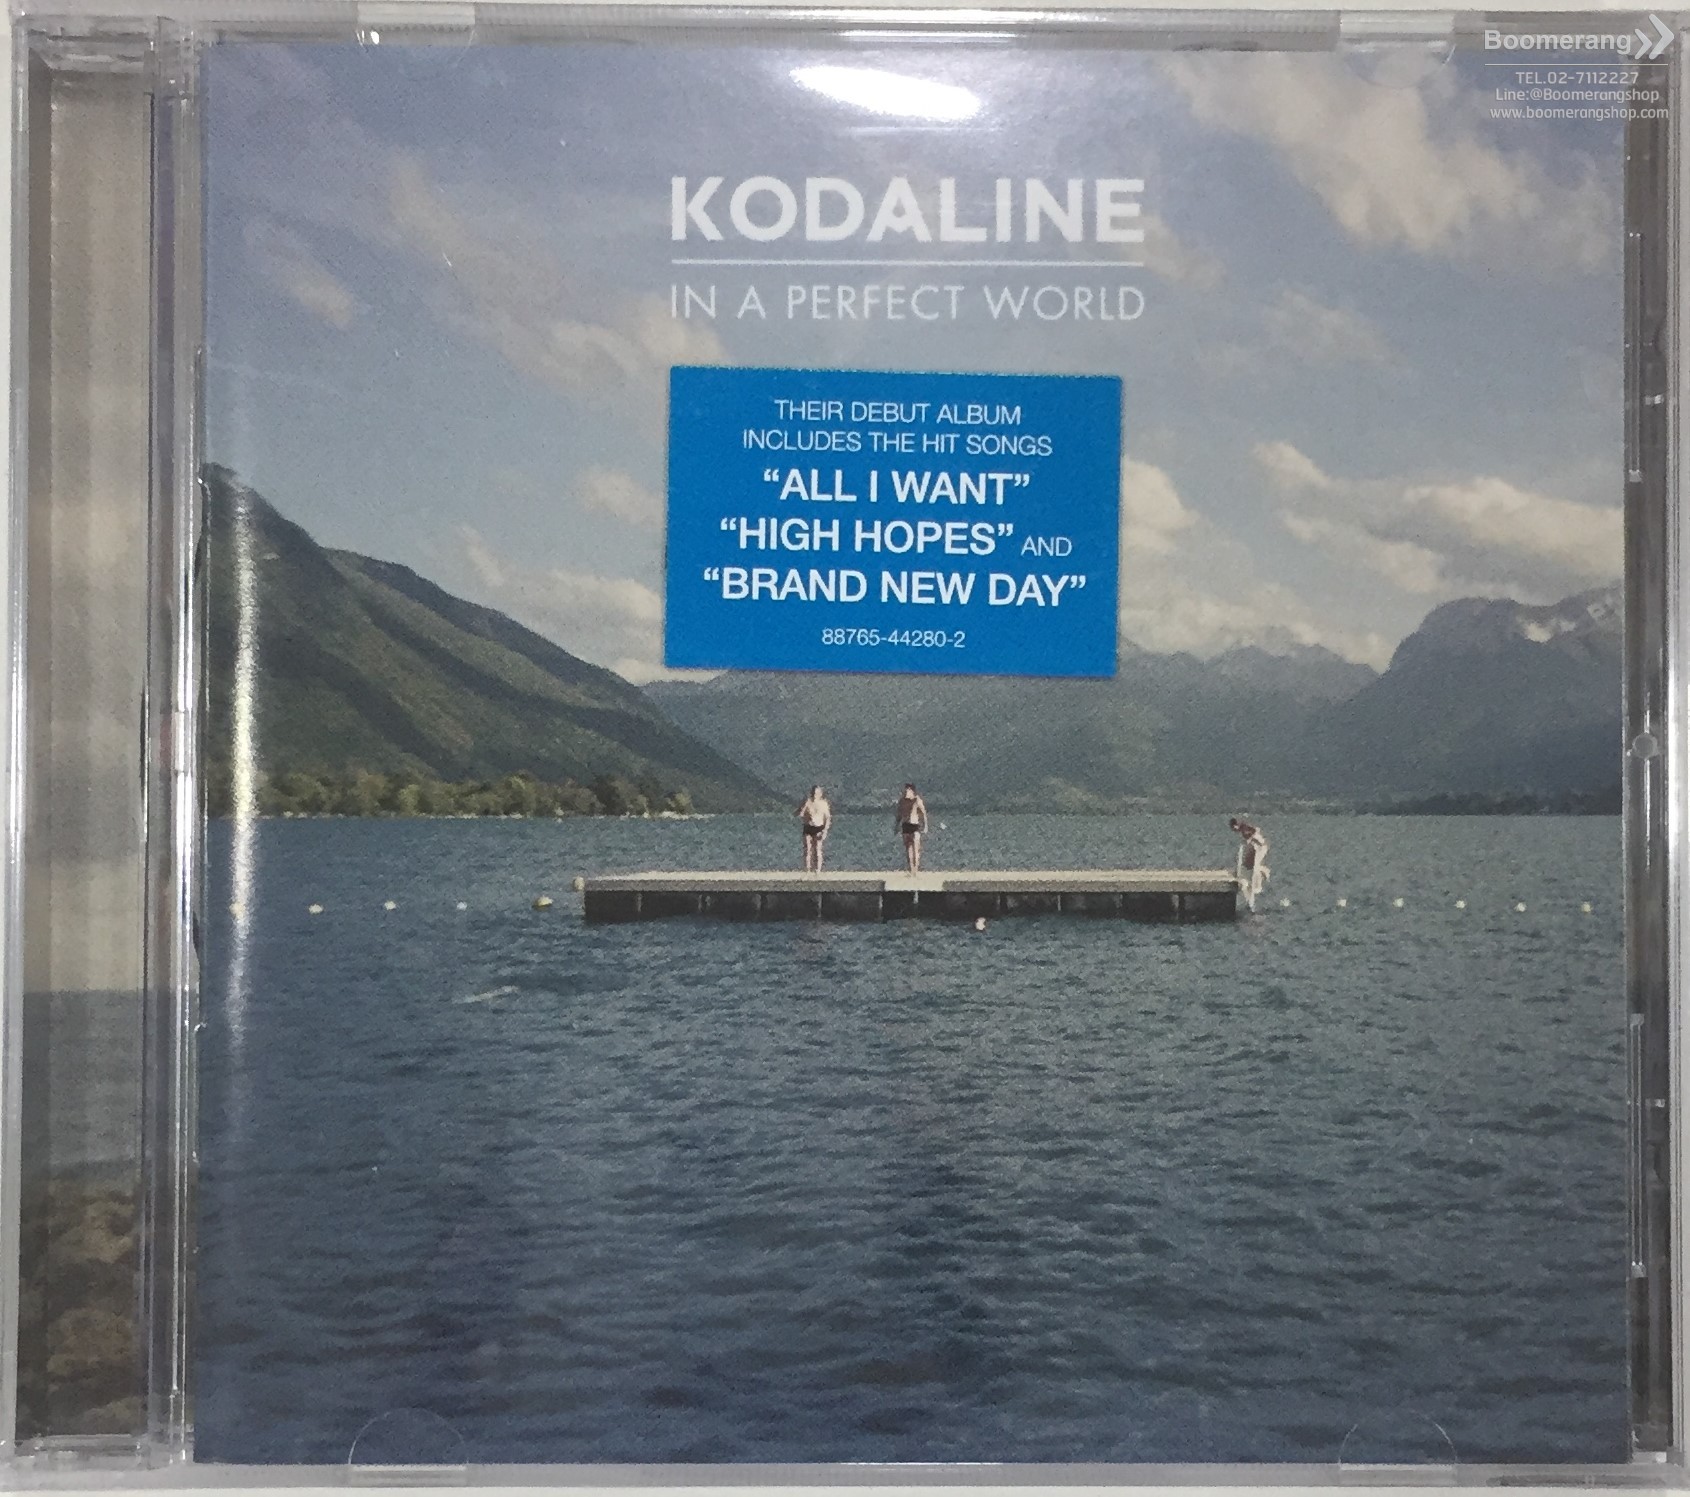 Boomerang
TEL.02-7112227
Line:@Boomerangshop
www.boomerangshop.com
KODALINE
IN A PERFECT WORLD
THEIR DEBUT ALBUM
INCLUDES THE HIT SONGS
“ALL I WANT”
“HIGH HOPES” AND
“BRAND NEW DAY”
88765-44280-2